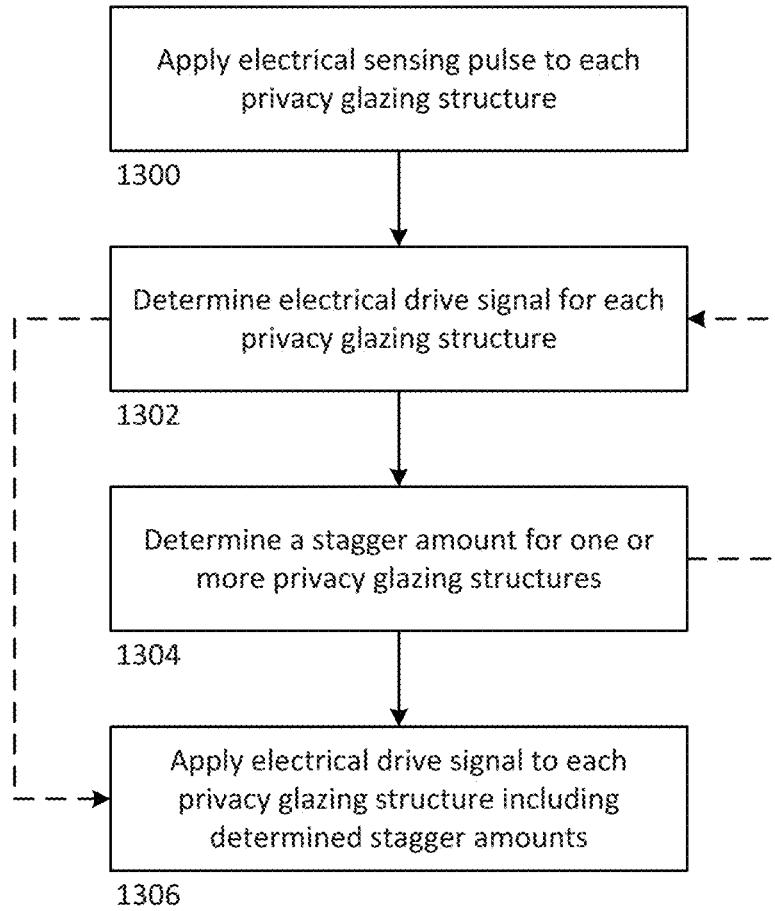 Apply electrical sensing pulse to each
privacy glazing structure
1300
Determine electrical drive signal for each
privacy glazing structure
1302
Determine a stagger amount for one or
more privacy glazing structures
1304
Apply electrical drive signal to each
privacy glazing structure including
determined stagger amounts
1306